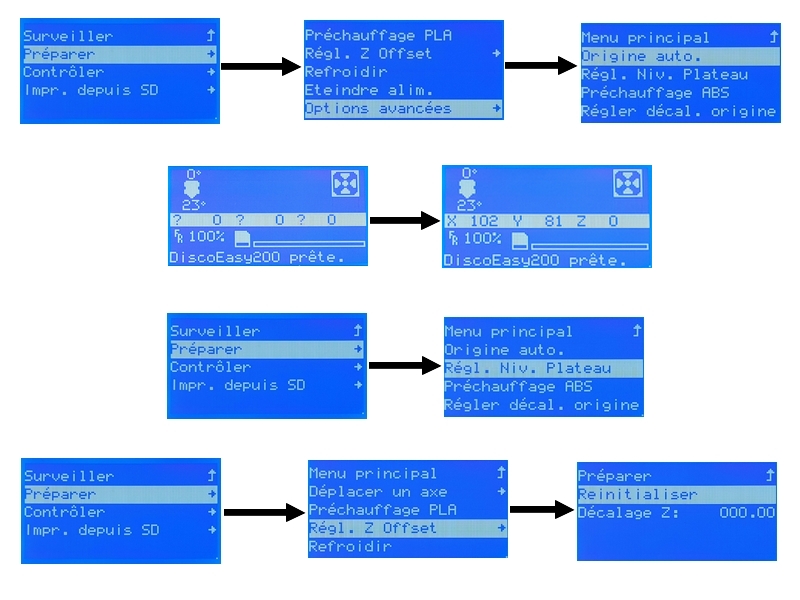 Surveiller
Préparer
Contrôler
Impr. depuis SD
Préchauffage PLA
Régl. Z Offset
Refroidir
Eteindre alim.
Options avancées
Menu principal
Origine auto.
Régl. Niv. Plateau
Préchauffage ABS
Régler décal. origine
0°
23°
? 0 ? 0 ? 0
FR 100%
DiscoEasy200 prête.
0°
23°
X 102 Y 81 Z 0
FR 100%
DiscoEasy200 prête.
Surveiller
Préparer
Contrôler
Impr. depuis SD
Menu principal
Origine auto.
Régl. Niv. Plateau
Préchauffage ABS
Régler décal. origine
Surveiller
Préparer
Contrôler
Impr. depuis SD
Menu principal
Déplacer un axe
Préchauffage PLA
Régl. Z Offset
Refroidir
Préparer
Reinitialiser
Décalage Z: 000.00